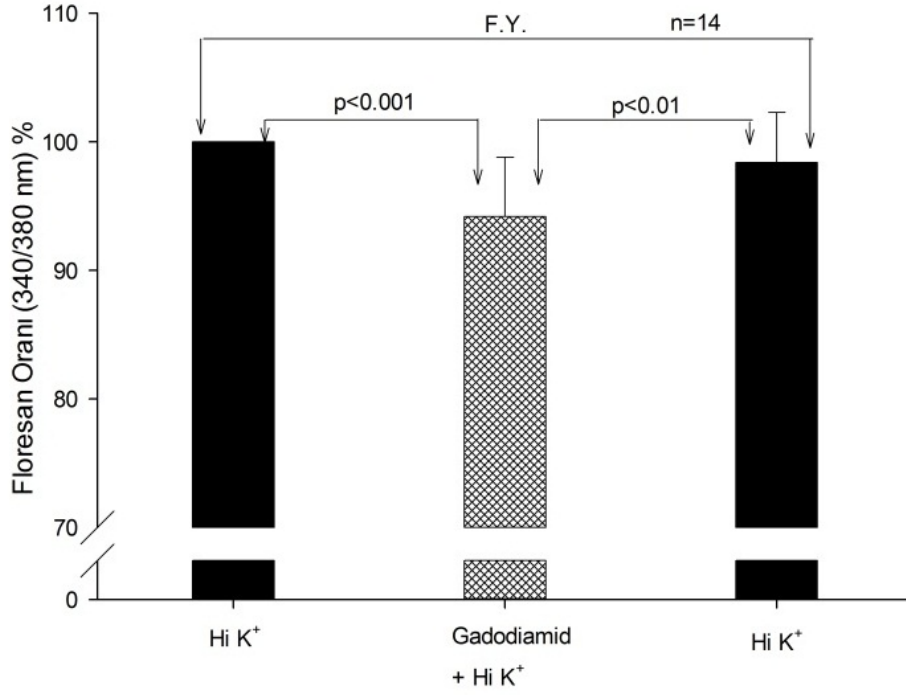 110
F.Y.
n=14
p<0.001
p<0.01
100
90
80
70
0
Floresan Oranı (340/380 nm) %
Hi K⁺
Gadodiamid
+ Hi K⁺
Hi K⁺